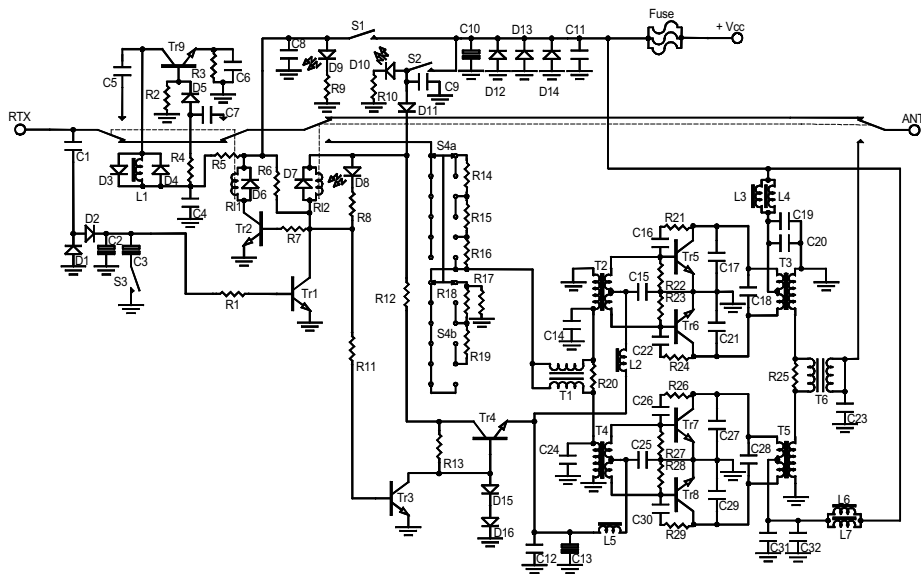 Fuse
+ Vcc
S1
C10
D13
C11
Tr9
C8
D9
D10
S2
R3
C6
C5
D5
R2
R9
R10
C9
D12
D14
C7
D11
RTX
ANT
C1
R4
R5
S4a
D3
D4
L1
R6
D7
R14
D6
Rl1
Rl2
D8
L3
L4
C4
R8
R15
R21
C19
D2
Tr2
C16
Tr5
C20
R7
R16
C2
C3
D1
T2
C15
C17
T3
S3
Tr1
R17
R22
R18
R23
C18
R1
R12
Tr6
C14
S4b
C21
C22
R19
L2
R24
R11
R20
R25
T1
R26
T6
C26
C23
Tr4
Tr7
T4
T5
C27
C24
C25
R27
C28
R13
R28
Tr8
Tr3
D15
C29
C30
L6
D16
R29
L5
L7
C12
C13
C31
C32